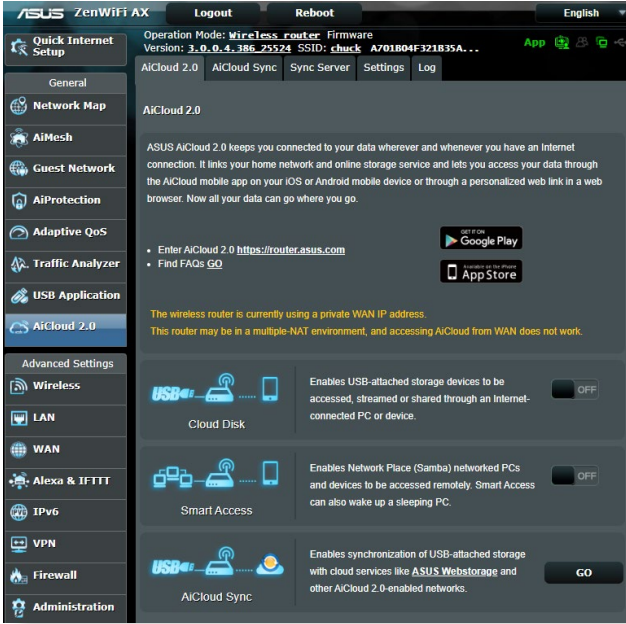 ASUS ZenWiFi AX Logout Reboot English
Quick Internet Setup
Operation Mode: Wireless router Firmware
Version: 3.0.0.4.386_25524 SSID: chuck A701B04F321B35A... App
AiCloud 2.0 AiCloud Sync Sync Server Settings Log
General
Network Map
AiMesh
Guest Network
AiProtection
Adaptive QoS
Traffic Analyzer
USB Application
AiCloud 2.0
Advanced Settings
Wireless
LAN
WAN
Alexa & IFTTT
IPv6
VPN
Firewall
Administration
AiCloud 2.0
ASUS AiCloud 2.0 keeps you connected to your data wherever and whenever you have an Internet
connection. It links your home network and online storage service and lets you access your data through
the AiCloud mobile app on your iOS or Android mobile device or through a personalized web link in a web
browser. Now all your data can go where you go.
• Enter AiCloud 2.0 https://router.asus.com
• Find FAQs GO
GET IT ON
Google Play
Available on the iPhone
App Store
The wireless router is currently using a private WAN IP address.
This router may be in a multiple-NAT environment, and accessing AiCloud from WAN does not work.
USB
Cloud Disk
Enables USB-attached storage devices to be
accessed, streamed or shared through an Internet-
connected PC or device.
OFF
Smart Access
Enables Network Place (Samba) networked PCs
and devices to be accessed remotely. Smart Access
can also wake up a sleeping PC.
OFF
USB
AiCloud Sync
Enables synchronization of USB-attached storage
with cloud services like ASUS Webstorage and
other AiCloud 2.0-enabled networks.
GO